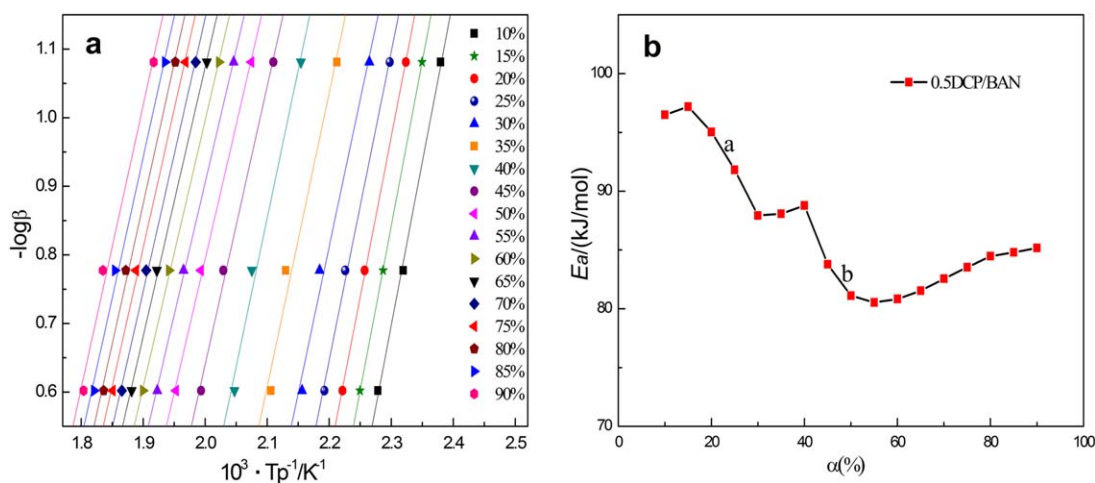 a
-logβ
1.1
1.0
0.9
0.8
0.7
0.6
1.8 1.9 2.0 2.1 2.2 2.3 2.4 2.5
10³ · Tp⁻¹/K⁻¹
10%
15%
20%
25%
30%
35%
40%
45%
50%
55%
60%
65%
70%
75%
80%
85%
90%
b
0.5DCP/BAN
Ea/(kJ/mol)
100
90
80
70
a
b
0 20 40 60 80 100
α(%)